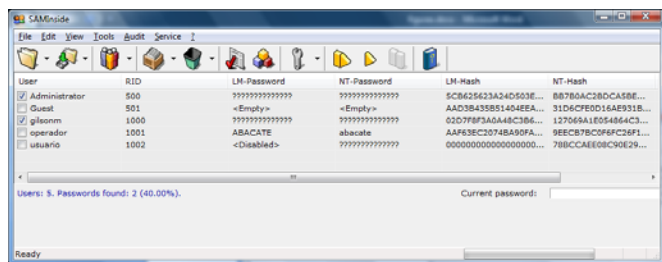 SAMInside
File Edit View Tools Audit Service ?
User RID LM-Password NT-Password LM-Hash NT-Hash
Administrator 500 ?????????????? ?????????????? 5CB625623A24D503E... BB7B0AC2BDCA5BE...
Guest 501 <Empty> <Empty> AAD3B435B51404EEA... 31D6CFE0D16AE931B...
gilsonm 1000 ?????????????? ?????????????? 02D7F8F3A0A48C3B6... 127069A1E054864C3...
operador 1001 ABACATE abacate AAF63EC2074BA90FA... 9EECB7BC0F6FC26F1...
usuario 1002 <Disabled> ?????????????? 000000000000000000... 78BCCAEE08C90E29...
Users: 5. Passwords found: 2 (40.00%). Current password:
Ready